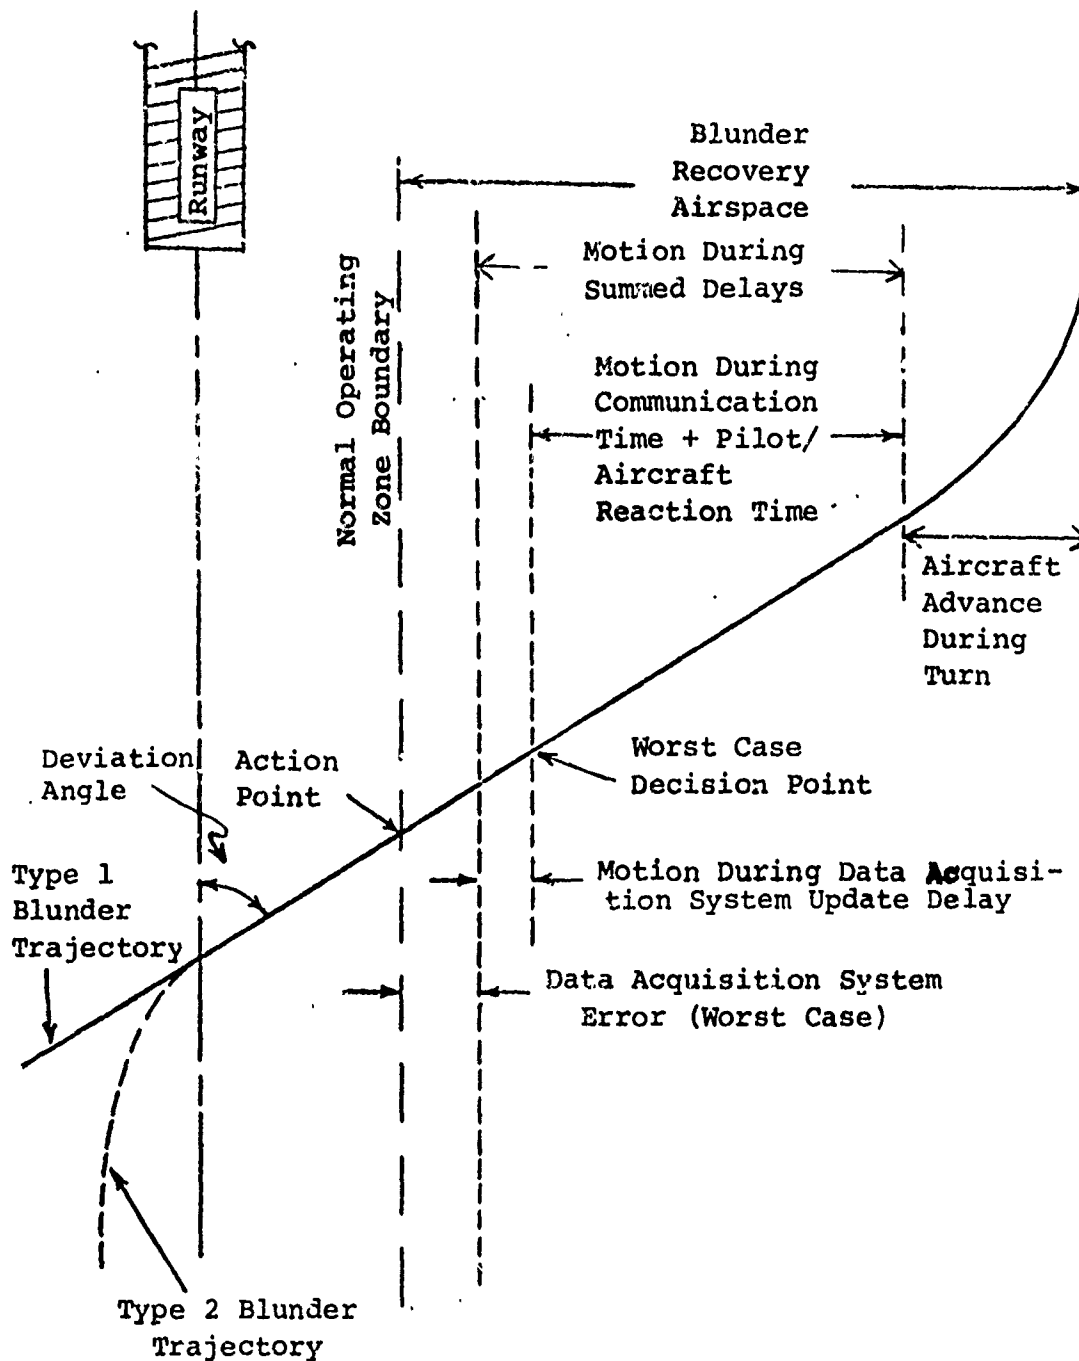 Runway
Blunder
Recovery
Airspace
Motion During
Summed Delays
Normal Operating
Zone Boundary
Motion During
Communication
Time + Pilot/
Aircraft
Reaction Time
Aircraft
Advance
During
Turn
Deviation
Angle
Action
Point
Worst Case
Decision Point
Type 1
Blunder
Trajectory
Motion During Data Acquisi-
tion System Update Delay
Data Acquisition System
Error (Worst Case)
Type 2 Blunder
Trajectory